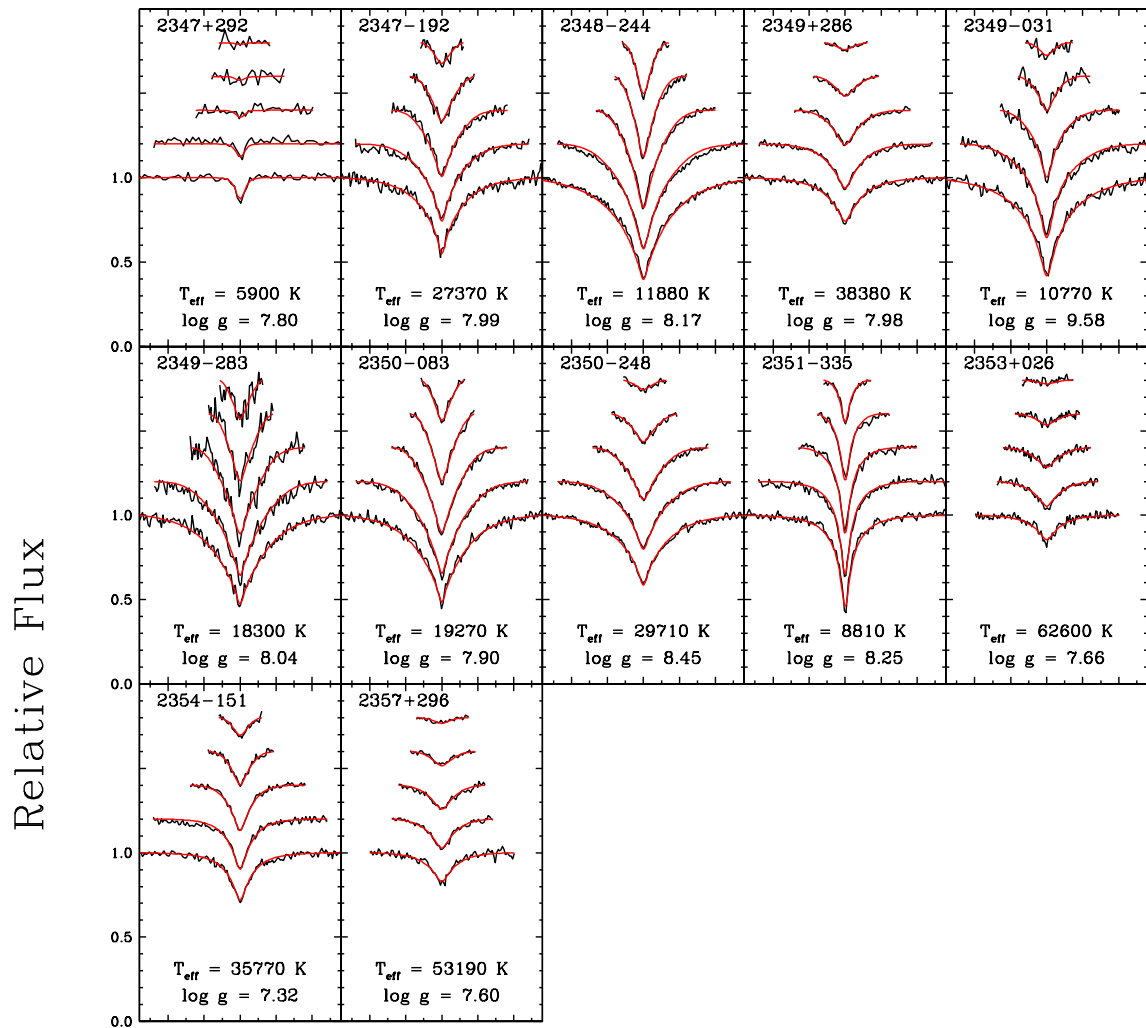 2347+292
2347−192
2348−244
2349+286
2349−031
1.0
0.5
0.0
Teff = 5900 K
log g = 7.80
Teff = 27370 K
log g = 7.99
Teff = 11880 K
log g = 8.17
Teff = 38380 K
log g = 7.98
Teff = 10770 K
log g = 9.58
2349−283
2350−083
2350−248
2351−335
2353+026
1.0
0.5
0.0
Teff = 18300 K
log g = 8.04
Teff = 19270 K
log g = 7.90
Teff = 29710 K
log g = 8.45
Teff = 8810 K
log g = 8.25
Teff = 62600 K
log g = 7.66
2354−151
2357+296
1.0
0.5
0.0
Teff = 35770 K
log g = 7.32
Teff = 53190 K
log g = 7.60
Relative Flux